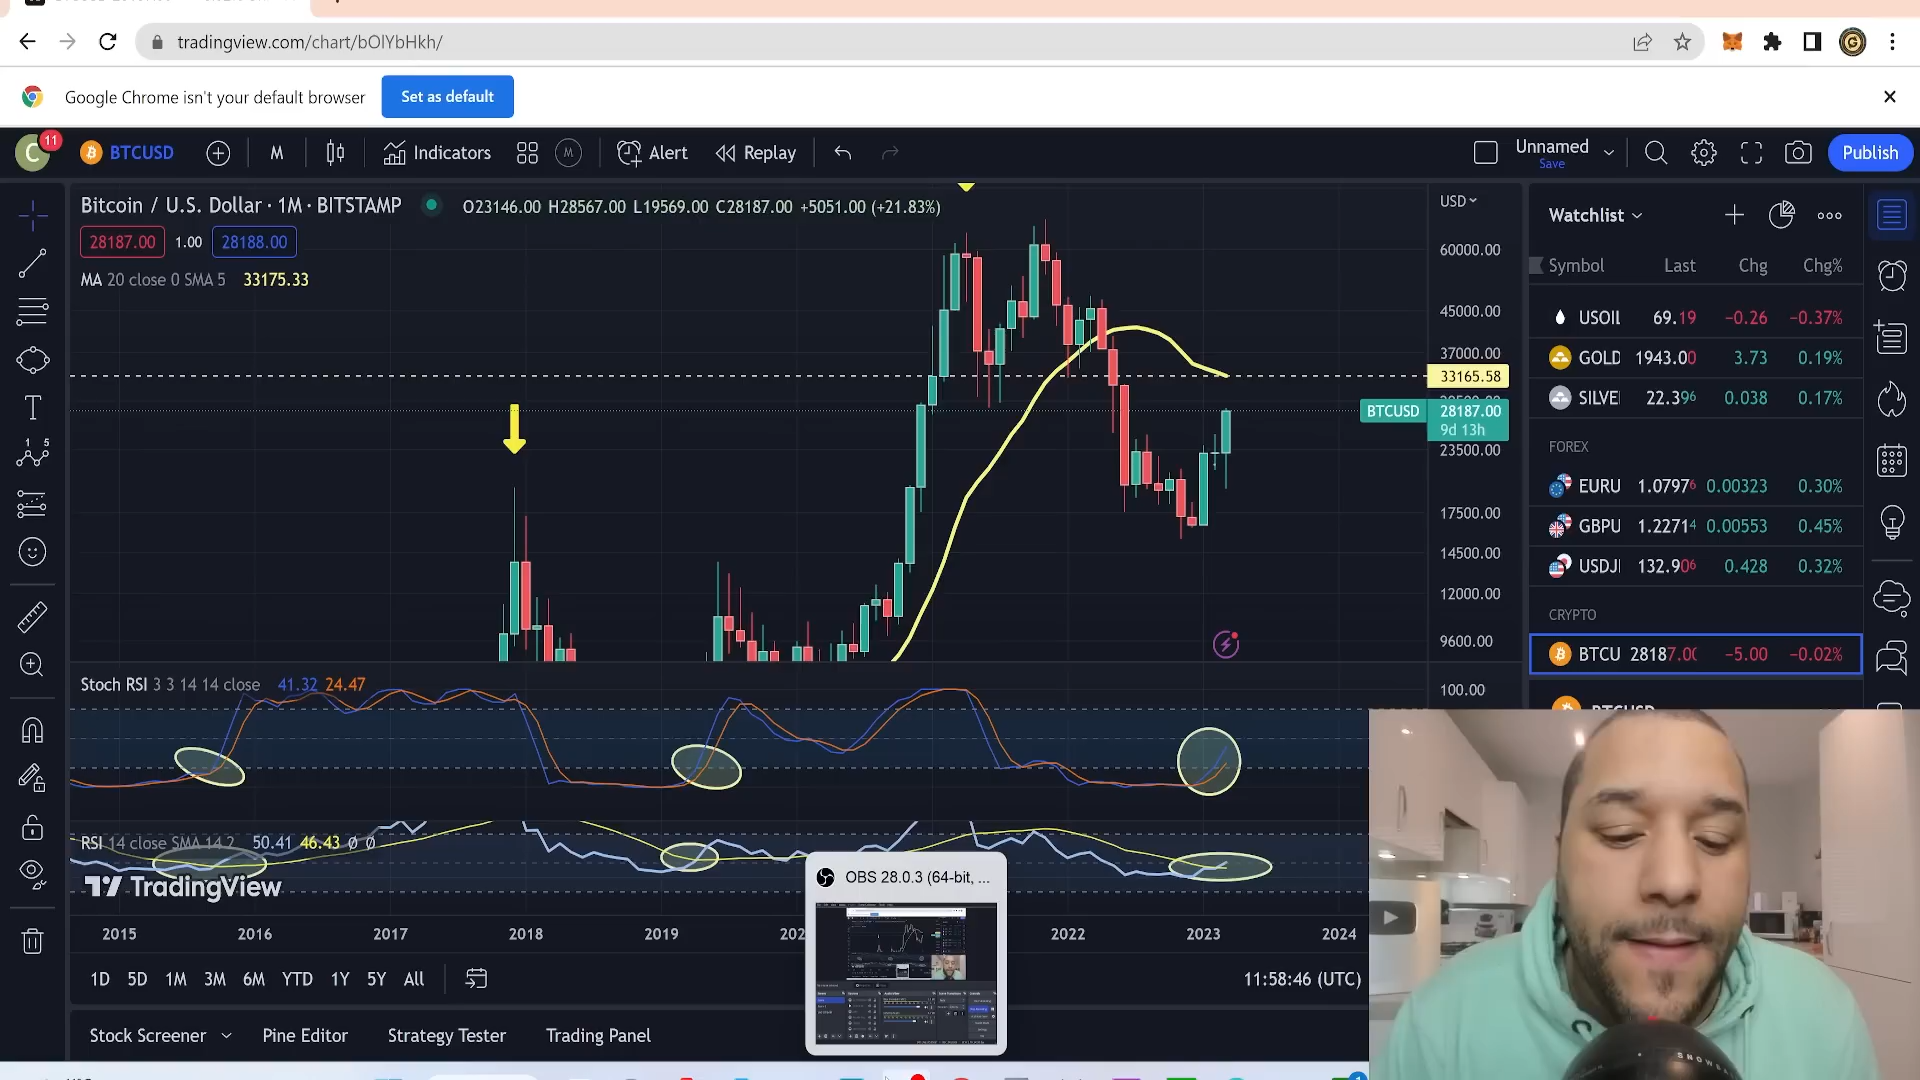 tradingview.com/chart/bOlYbHkh/
Google Chrome isn't your default browser
Set as default
C
11
BTCUSD
M
Indicators
M
Alert
Replay
Unnamed
Save
Publish
Bitcoin / U.S. Dollar · 1M · BITSTAMP
O23146.00 H28567.00 L19569.00 C28187.00 +5051.00 (+21.83%)
28187.00
1.00
28188.00
MA 20 close 0 SMA 5 33175.33
USD
60000.00
45000.00
37000.00
33165.58
BTCUSD
28187.00
9d 13h
23500.00
17500.00
14500.00
12000.00
9600.00
Stoch RSI 3 3 14 14 close 41.32 24.47
100.00
RSI 14 close SMA 14 2 50.41 46.43 Ø Ø
TradingView
2015
2016
2017
2018
2019
2022
2023
2024
1D 5D 1M 3M 6M YTD 1Y 5Y All
11:58:46 (UTC)
Stock Screener
Pine Editor
Strategy Tester
Trading Panel
OBS 28.0.3 (64-bit, ...
Watchlist
Symbol Last Chg Chg%
USOIL 69.19 −0.26 −0.37%
GOLD 1943.00 3.73 0.19%
SILVE 22.396 0.038 0.17%
FOREX
EURU 1.07976 0.00323 0.30%
GBPU 1.22714 0.00553 0.45%
USDJ 132.906 0.428 0.32%
CRYPTO
BTCU 28187.00 −5.00 −0.02%
BTCUSD
SNOW